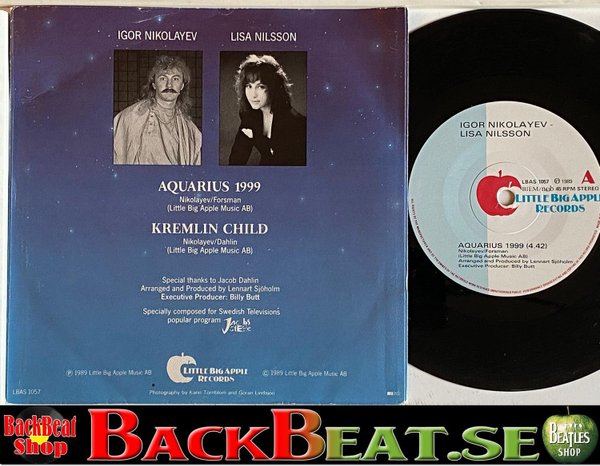 IGOR NIKOLAYEV
LISA NILSSON
AQUARIUS 1999
Nikolayev/Forsman
(Little Big Apple Music AB)
KREMLIN CHILD
Nikolayev/Dahlin
(Little Big Apple Music AB)
Special thanks to Jacob Dahlin
Arranged and Produced by Lennart Sjöholm
Executive Producer: Billy Butt
Specially composed for Swedish Televisions
popular program
LITTLE BIG APPLE
RECORDS
Ⓟ 1989 Little Big Apple Music AB
© 1989 Little Big Apple Music AB
LBAS 1057
Photography by Karin Törnblom and Göran Lindtson
IGOR NIKOLAYEV -
LISA NILSSON
LBAS 1057 Ⓟ 1989
A
BIEM/ncb 45 RPM STEREO
LITTLE BIG APPLE
RECORDS
AQUARIUS 1999 (4.42)
Nikolayev/Forsman
(Little Big Apple Music AB)
Arranged and Produced by Lennart Sjöholm
Executive Producer: Billy Butt
BackBeat
Shop
BACKBEAT.SE
BEATLES
SHOP